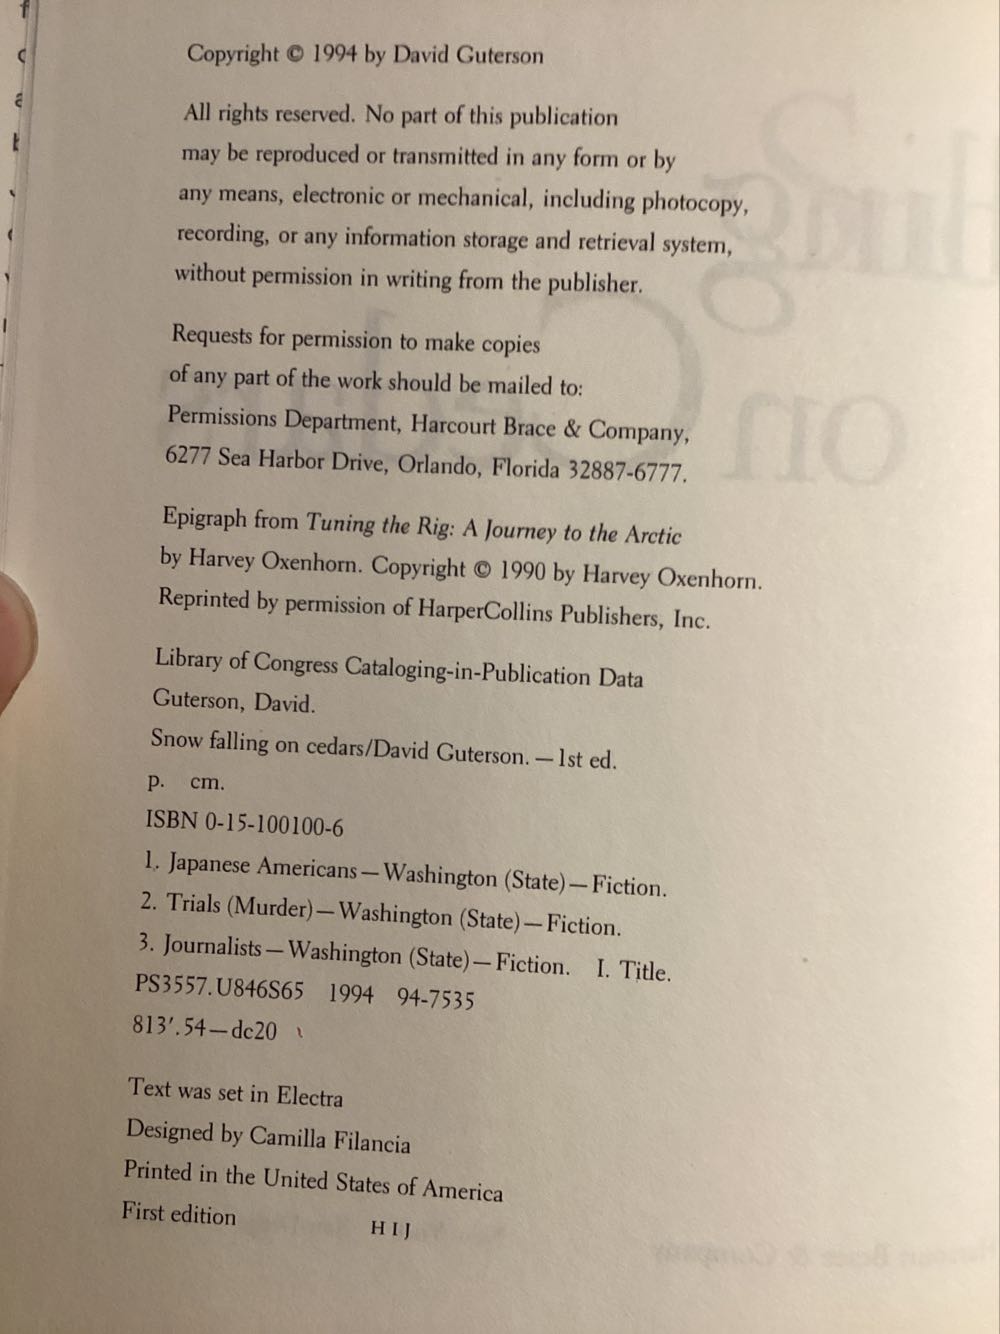 Copyright © 1994 by David Guterson
All rights reserved. No part of this publication
may be reproduced or transmitted in any form or by
any means, electronic or mechanical, including photocopy,
recording, or any information storage and retrieval system,
without permission in writing from the publisher.
Requests for permission to make copies
of any part of the work should be mailed to:
Permissions Department, Harcourt Brace & Company,
6277 Sea Harbor Drive, Orlando, Florida 32887-6777.
Epigraph from Tuning the Rig: A Journey to the Arctic
by Harvey Oxenhorn. Copyright © 1990 by Harvey Oxenhorn.
Reprinted by permission of HarperCollins Publishers, Inc.
Library of Congress Cataloging-in-Publication Data
Guterson, David.
Snow falling on cedars/David Guterson. — 1st ed.
p. cm.
ISBN 0-15-100100-6
1. Japanese Americans — Washington (State) — Fiction.
2. Trials (Murder) — Washington (State) — Fiction.
3. Journalists — Washington (State) — Fiction. I. Title.
PS3557.U846S65 1994 94-7535
813'.54 — dc20
Text was set in Electra
Designed by Camilla Filancia
Printed in the United States of America
First edition
H I J